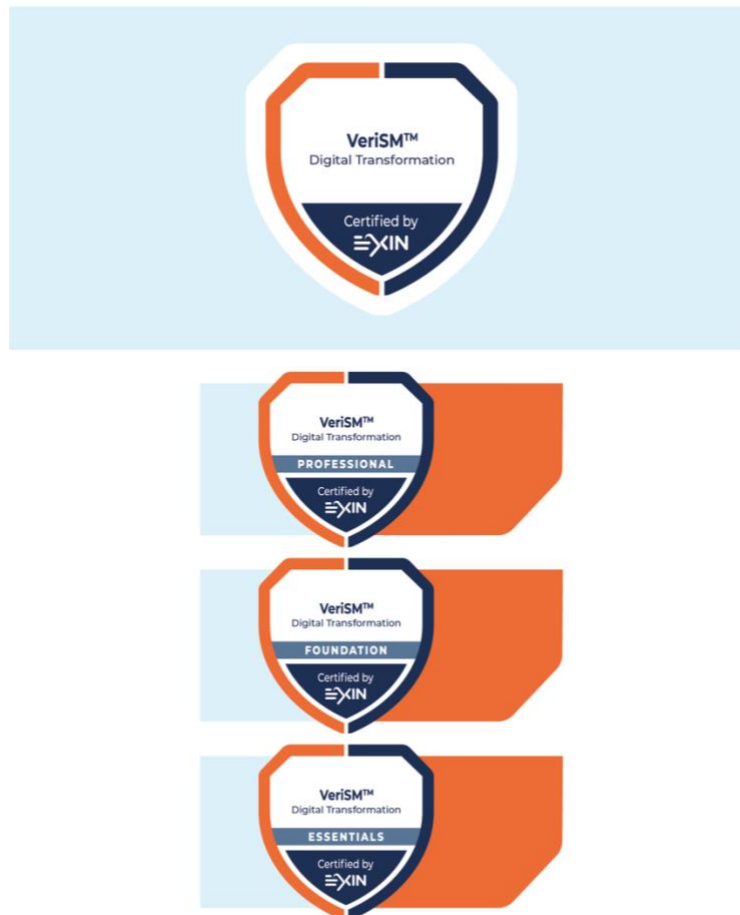 VeriSM™
Digital Transformation
Certified by
EXIN
VeriSM™
Digital Transformation
PROFESSIONAL
Certified by
EXIN
VeriSM™
Digital Transformation
FOUNDATION
Certified by
EXIN
VeriSM™
Digital Transformation
ESSENTIALS
Certified by
EXIN